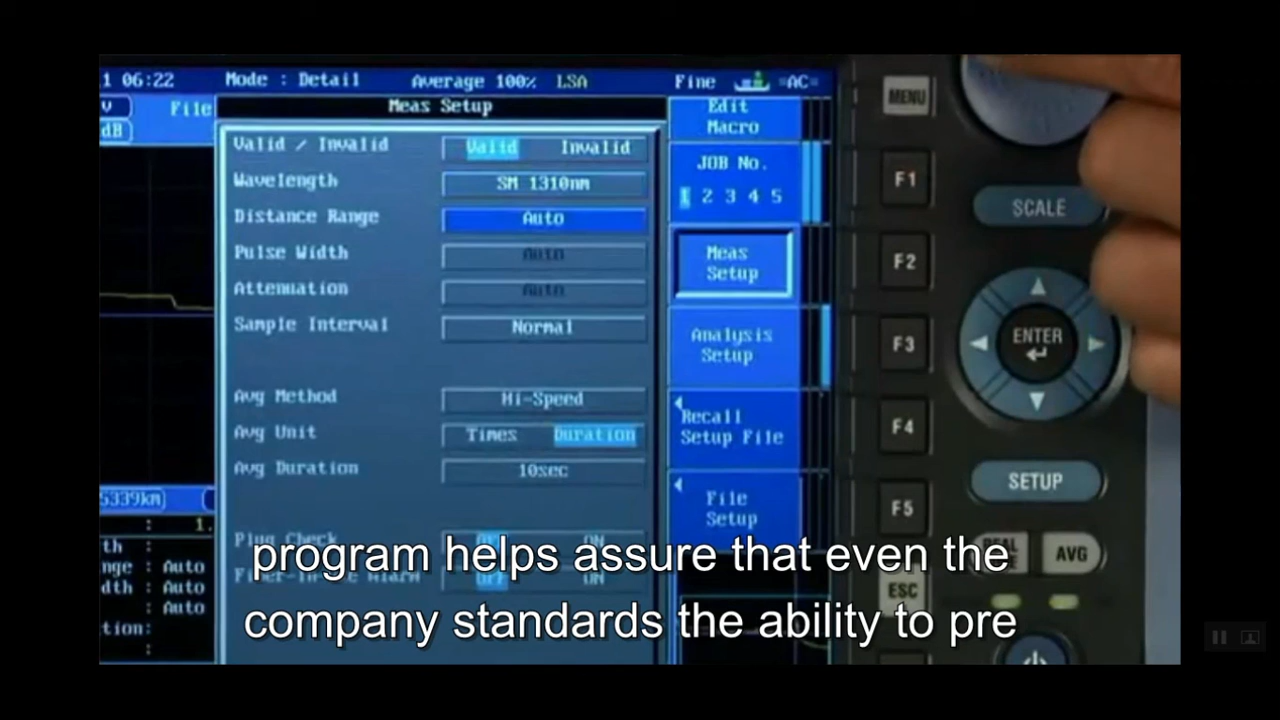 1 06:22 Mode : Detail Average 100% LSA Fine =AC=
File
dB
Meas Setup
Valid / Invalid Valid Invalid
Wavelength SM 1310nm
Distance Range Auto
Pulse Width Auto
Attenuation Auto
Sample Interval Normal
Avg Method Hi-Speed
Avg Unit Times Duration
Avg Duration 10sec
Plug Check ON
Alarm OFF ON
5339km)
: 1.
th :
nge : Auto
dth : Auto
: Auto
tion:
:
Edit
Macro
JOB No.
1 2 3 4 5
Meas
Setup
Analysis
Setup
Recall
Setup File
File
Setup
MENU
F1
F2
F3
F4
F5
ESC
SCALE
ENTER
SETUP
AVG
program helps assure that even the
company standards the ability to pre